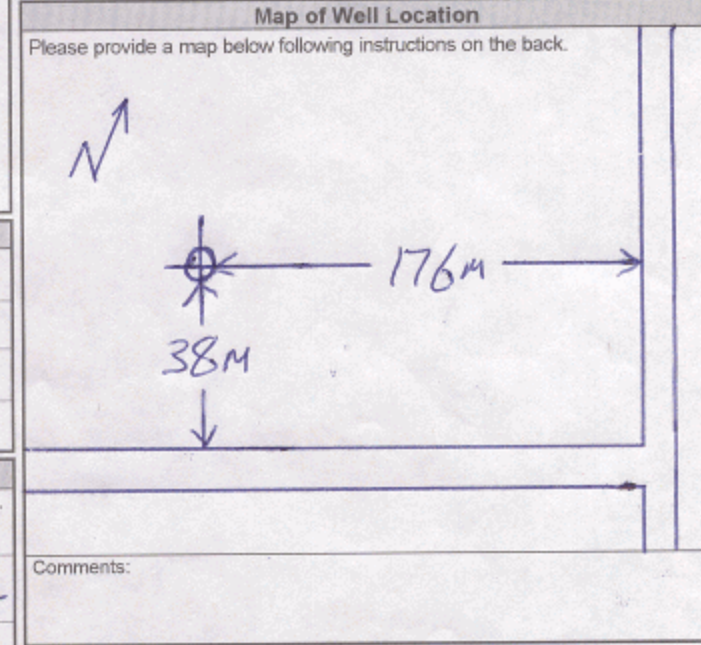 Map of Well Location
Please provide a map below following instructions on the back.
N
176m
38m
Comments: